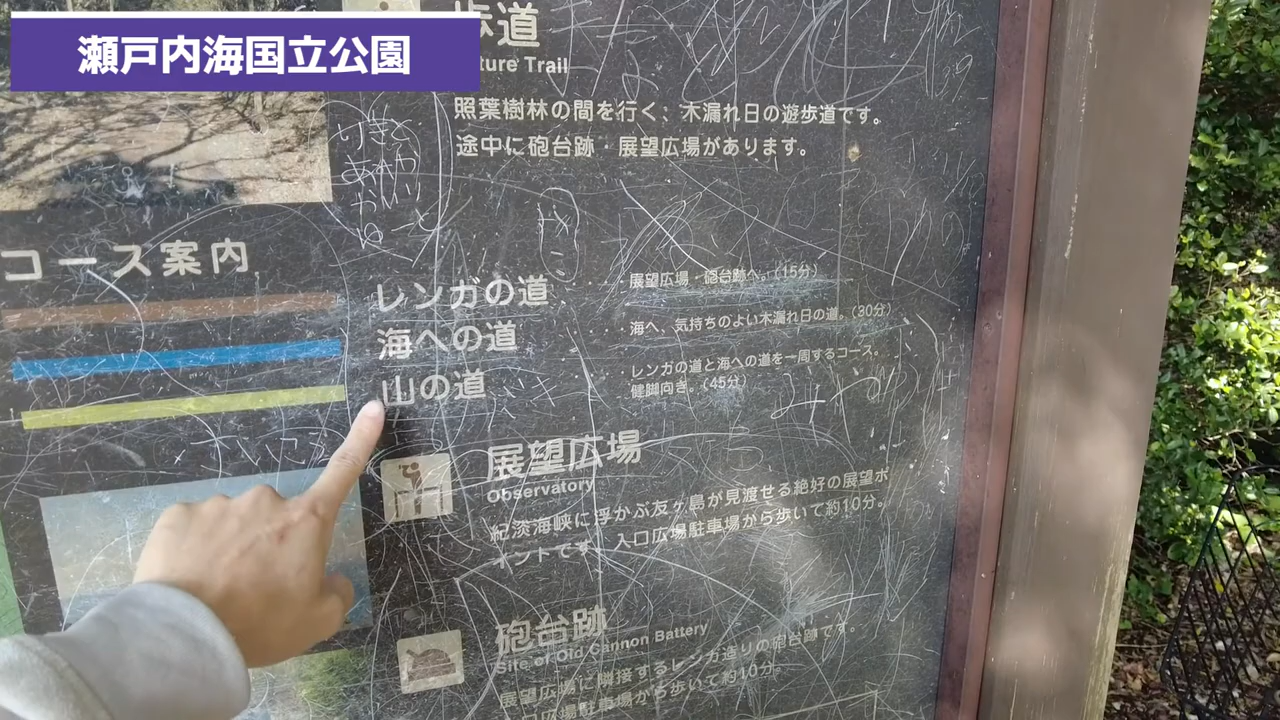 瀬戸内海国立公園
歩道
ture Trail
照葉樹林の間を行く、木漏れ日の遊歩道です。
途中に砲台跡・展望広場があります。
コース案内
レンガの道 ・・・展望広場・砲台跡へ。(15分)
海への道 ・・・海へ、気持ちのよい木漏れ日の道。(30分)
山の道 ・・・レンガの道と海への道を一周するコース。
健脚向き。(45分)
展望広場
Observatory
紀淡海峡に浮かぶ友ヶ島が見渡せる絶好の展望ポ
イントです。入口広場駐車場から歩いて約10分。
砲台跡
Site of Old Cannon Battery
展望広場に隣接するレンガ造りの砲台跡です。
口広場駐車場から歩いて約10分。